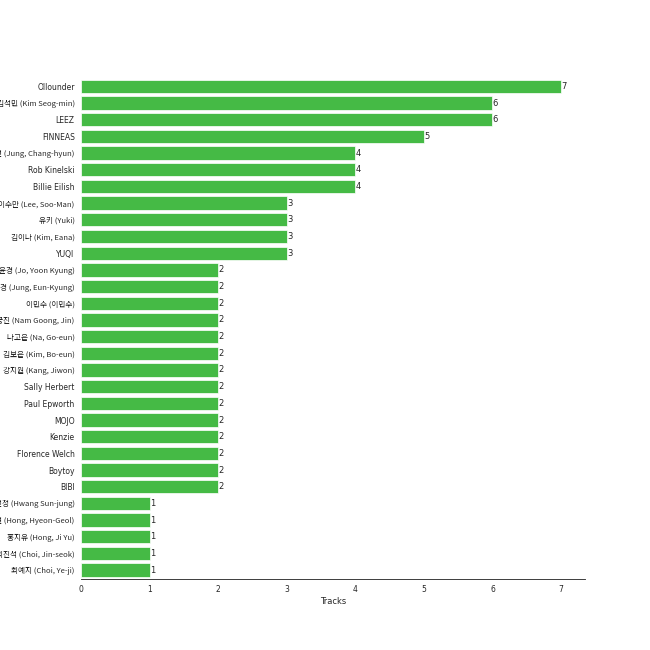 Ollounder 7
김석민 (Kim Seog-min) 6
LEEZ 6
FINNEAS 5
(Jung, Chang-hyun) 4
Rob Kinelski 4
Billie Eilish 4
이수만 (Lee, Soo-Man) 3
유키 (Yuki) 3
김이나 (Kim, Eana) 3
YUQI 3
윤경 (Jo, Yoon Kyung) 2
경 (Jung, Eun-Kyung) 2
이민수 (이민수) 2
궁진 (Nam Goong, Jin) 2
나고은 (Na, Go-eun) 2
김보은 (Kim, Bo-eun) 2
강지원 (Kang, Jiwon) 2
Sally Herbert 2
Paul Epworth 2
MOJO 2
Kenzie 2
Florence Welch 2
Boytoy 2
BIBI 2
정 (Hwang Sun-jung) 1
(Hong, Hyeon-Geol) 1
홍지유 (Hong, Ji Yu) 1
최진석 (Choi, Jin-seok) 1
최예지 (Choi, Ye-ji) 1
0 1 2 3 4 5 6 7
Tracks